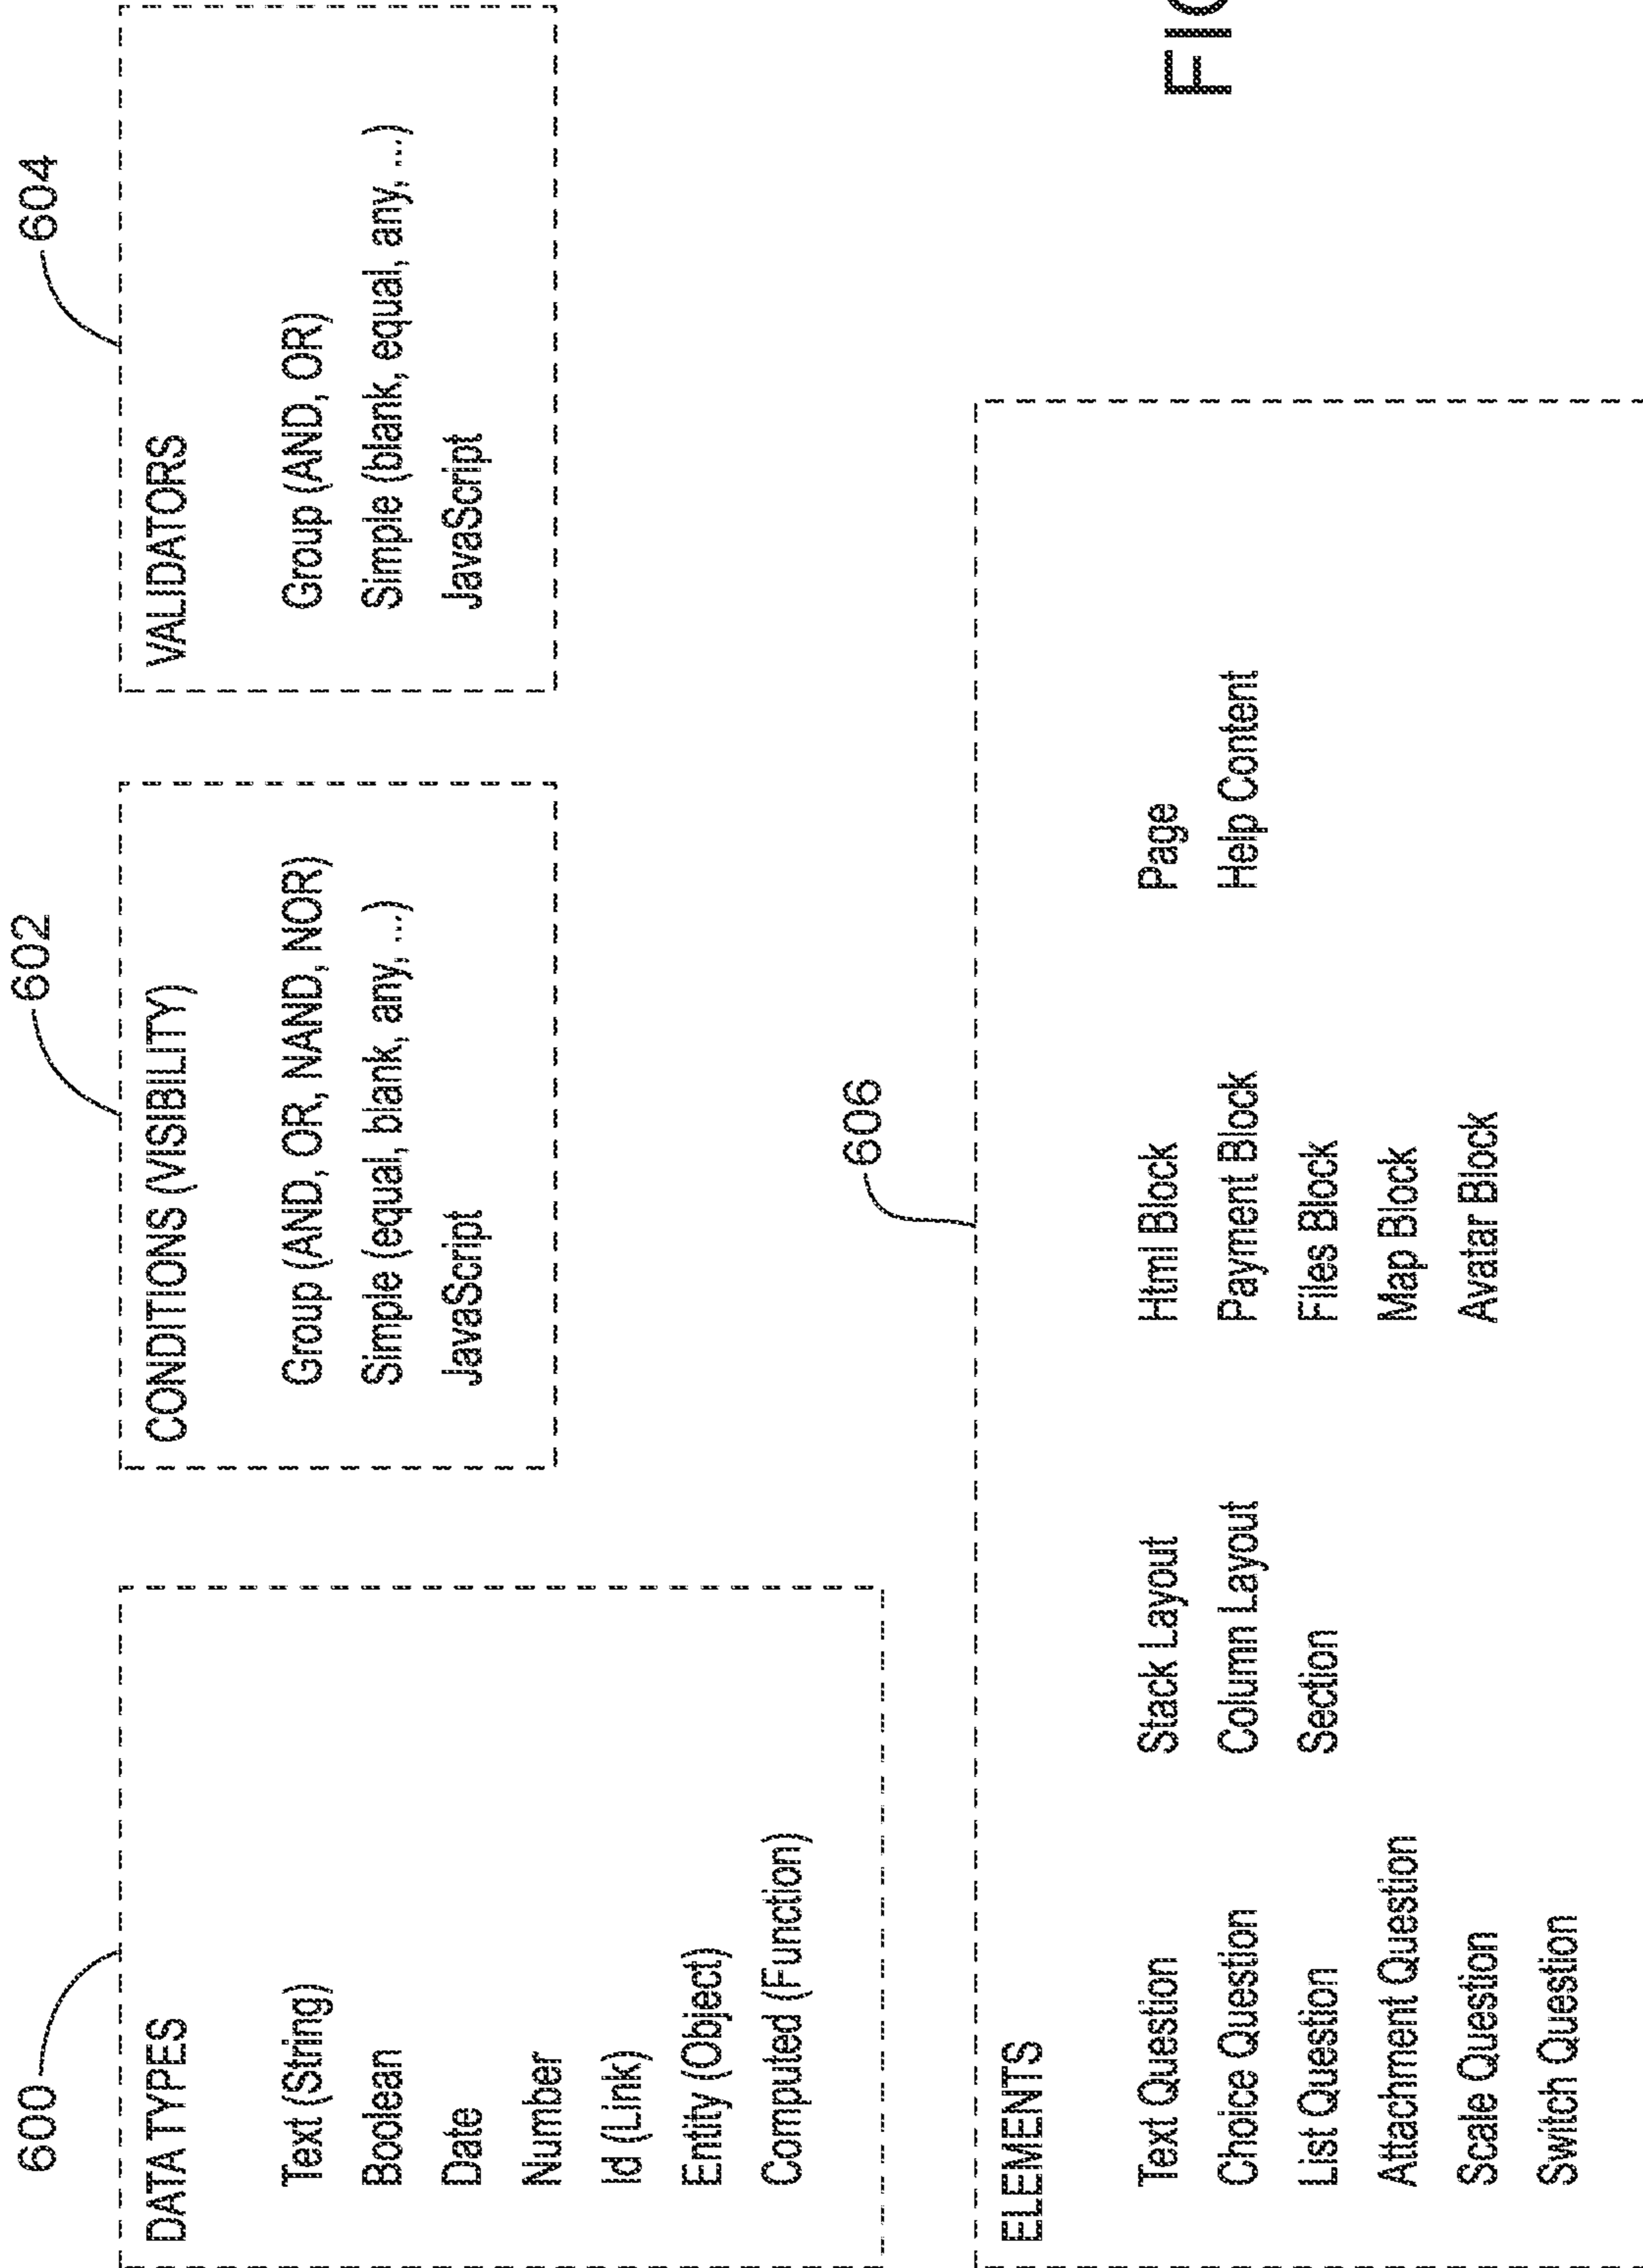 600
DATA TYPES
Text (String)
Boolean
Date
Number
Id (Link)
Entity (Object)
Computed (Function)
602
CONDITIONS (VISIBILITY)
Group (AND, OR, NAND, NOR)
Simple (equal, blank, any, ...)
JavaScript
604
VALIDATORS
Group (AND, OR)
Simple (blank, equal, any, ...)
JavaScript
606
ELEMENTS
Text Question
Choice Question
List Question
Attachment Question
Scale Question
Switch Question
Stack Layout
Column Layout
Section
Html Block
Payment Block
Files Block
Map Block
Avatar Block
Page
Help Content